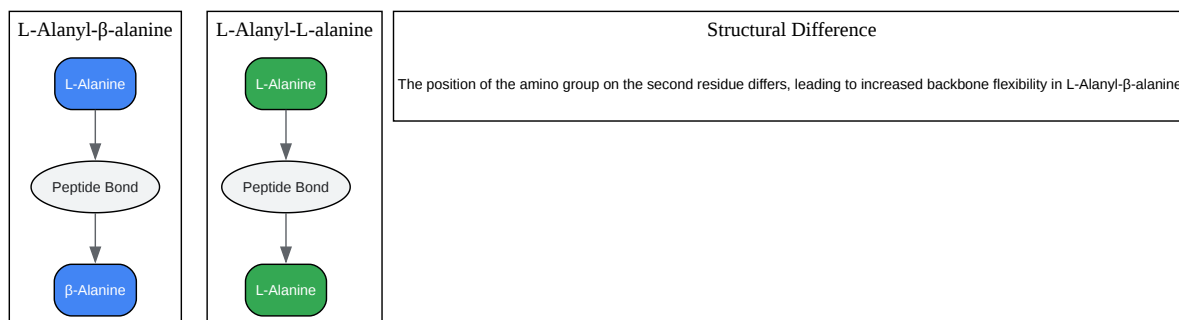 L-Alanyl-β-alanine
L-Alanine
Peptide Bond
β-Alanine
L-Alanyl-L-alanine
L-Alanine
Peptide Bond
L-Alanine
Structural Difference
The position of the amino group on the second residue differs, leading to increased backbone flexibility in L-Alanyl-β-alanine